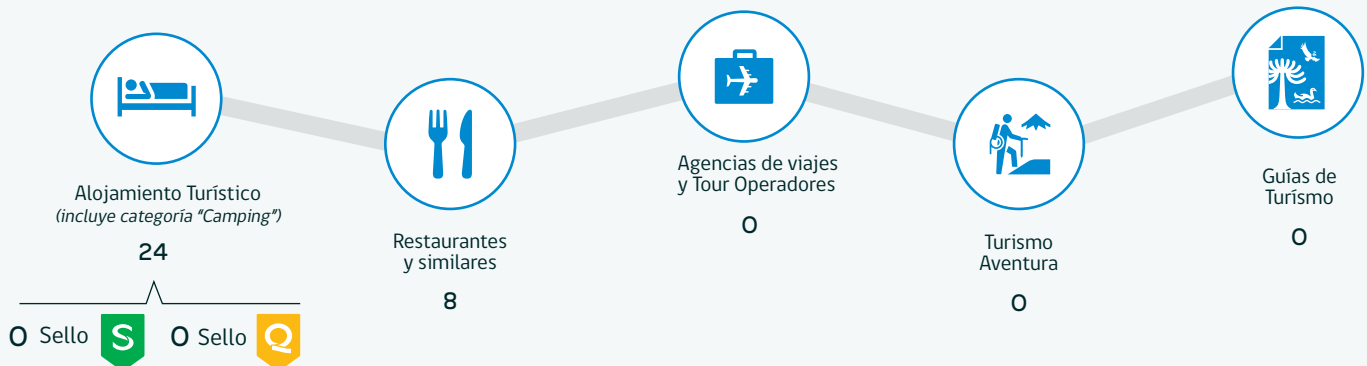 Alojamiento Turístico
(incluye categoría "Camping")
24
0 Sello S 0 Sello Q
Restaurantes
y similares
8
Agencias de viajes
y Tour Operadores
0
Turismo
Aventura
0
Guías de
Turísmo
0